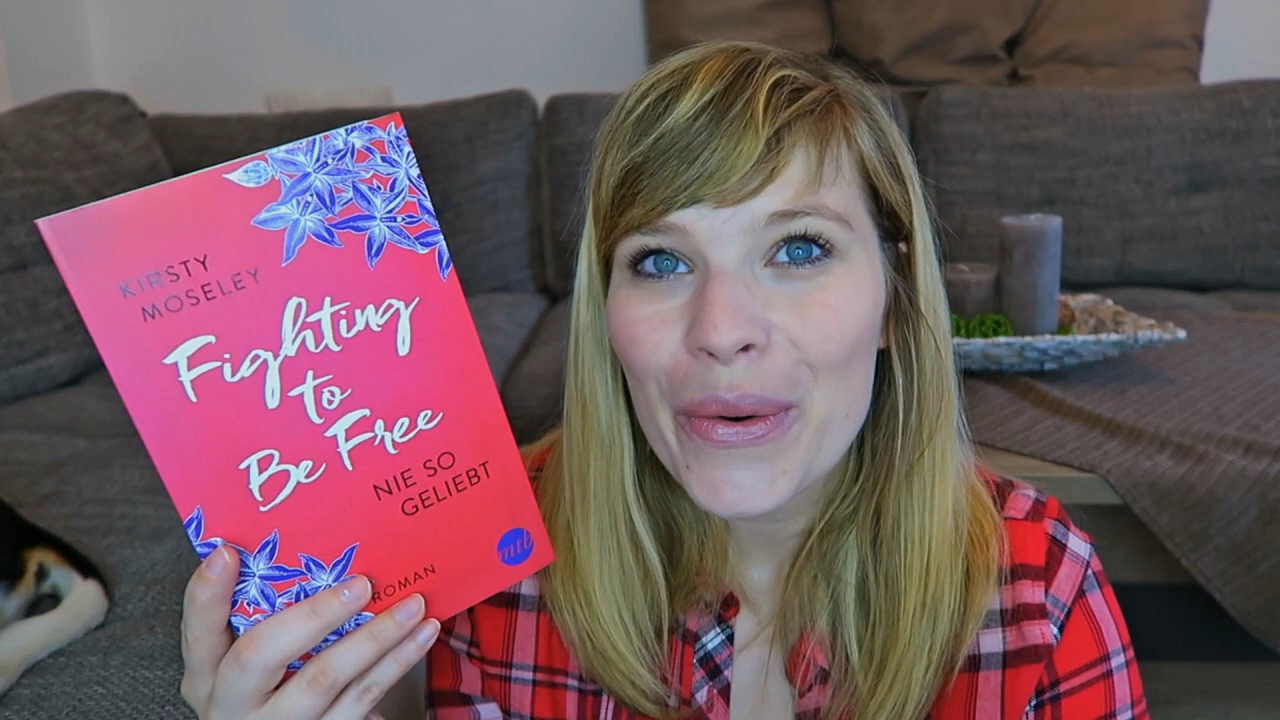 KIRSTY
MOSELEY
Fighting
to
Be Free
NIE SO
GELIEBT
ROMAN
mtb